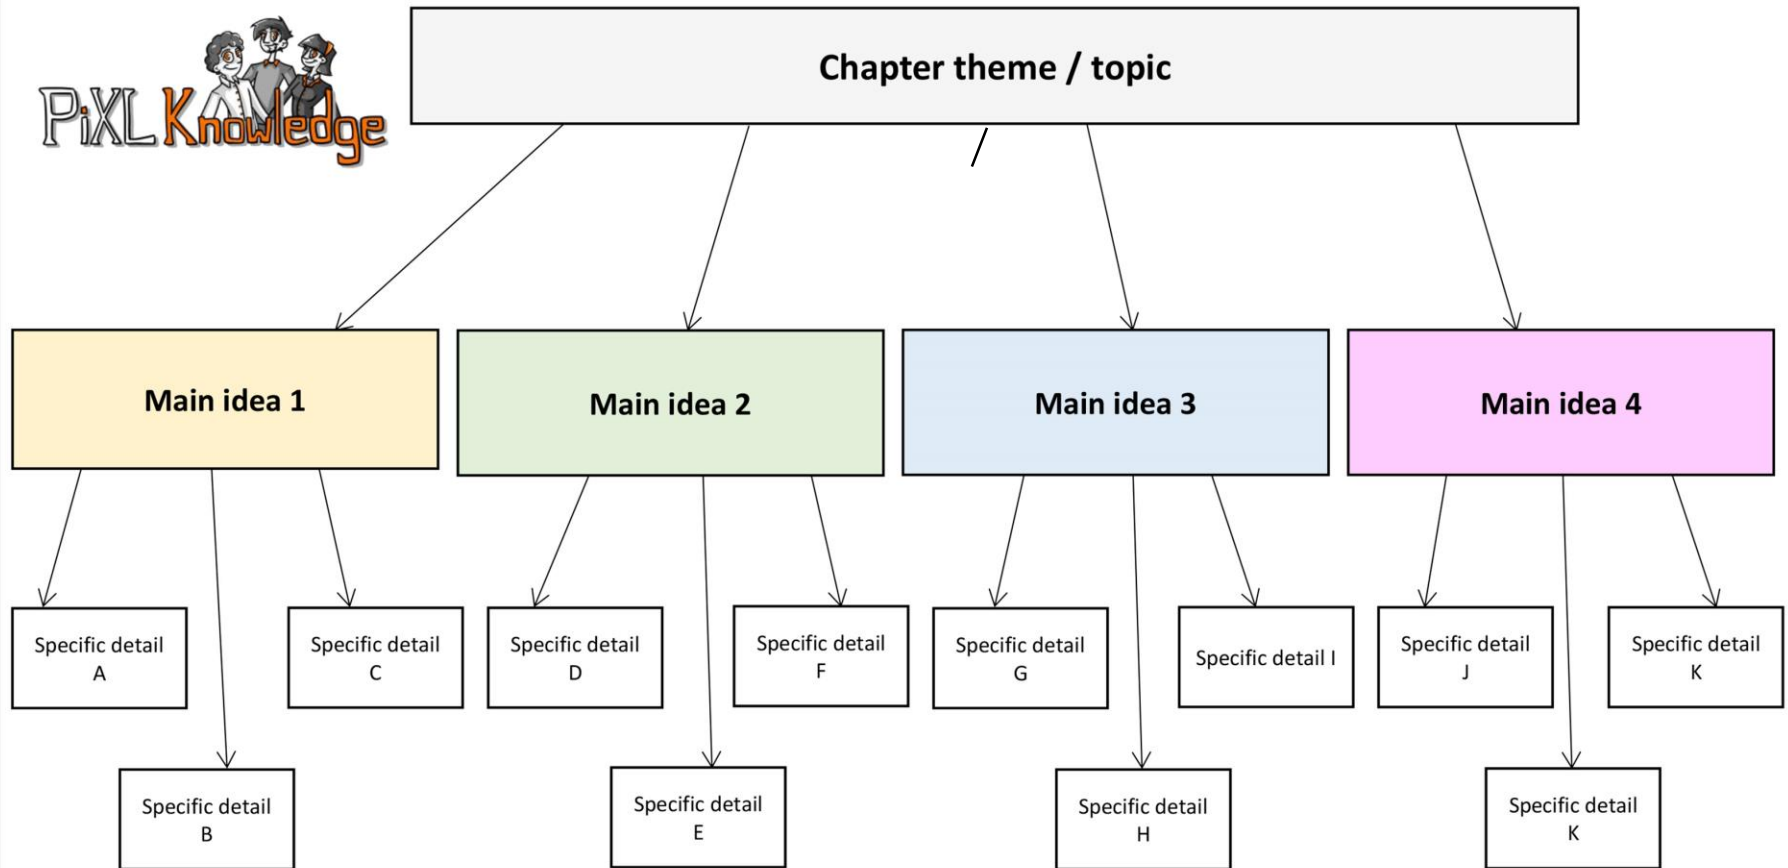 PiXL Knowledge
Chapter theme / topic
Main idea 1
Main idea 2
Main idea 3
Main idea 4
Specific detail
A
Specific detail
B
Specific detail
C
Specific detail
D
Specific detail
E
Specific detail
F
Specific detail
G
Specific detail
H
Specific detail I
Specific detail
J
Specific detail
K
Specific detail
K